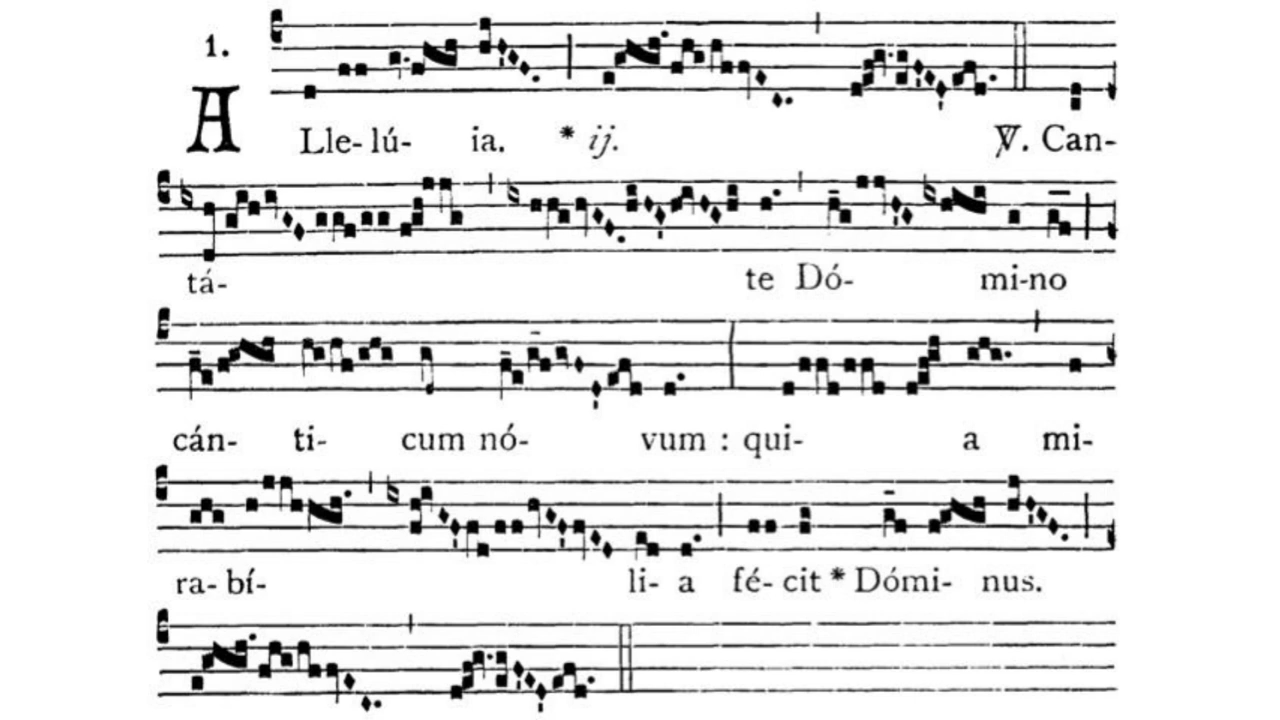 1.
ALle-lú- ia. * ij. ℣. Can-
tá- te Dó- mi-no
cán- ti- cum nó- vum : qui- a mi-
ra- bí- li- a fé- cit * Dómi- nus.